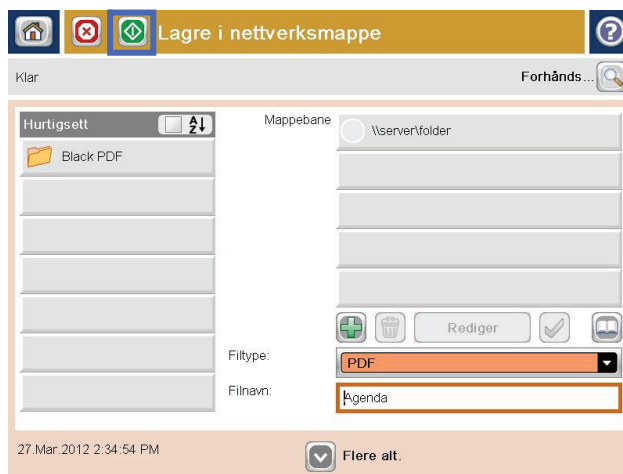 Lagre i nettverksmappe
?
Klar
Forhånds...
Hurtigsett
AZ
Mappebane
\\server\folder
Black PDF
Rediger
Filtype:
PDF
Filnavn:
Agenda
27.Mar.2012 2:34:54 PM
Flere alt.